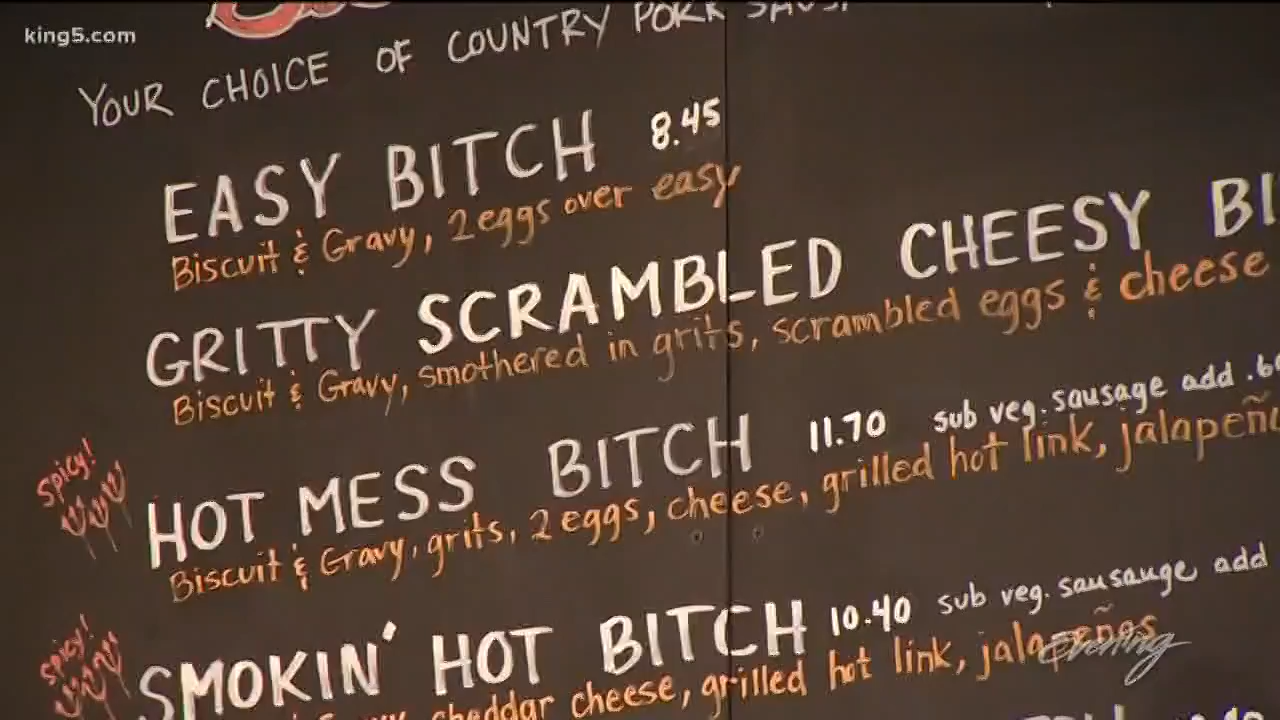 king5.com
YOUR CHOICE OF COUNTRY PORK
EASY BITCH 8.45
Biscuit & Gravy, 2 eggs over easy
GRITTY SCRAMBLED CHEESY
Biscuit & Gravy, smothered in grits, scrambled eggs & cheese
spicy!
HOT MESS BITCH 11.70 sub veg. sausage add
Biscuit & Gravy, grits, 2 eggs, cheese, grilled hot link,
spicy!
SMOKIN' HOT BITCH 10.40 sub veg. sausauge add
cheddar cheese, grilled hot link, jalapeños
Evening